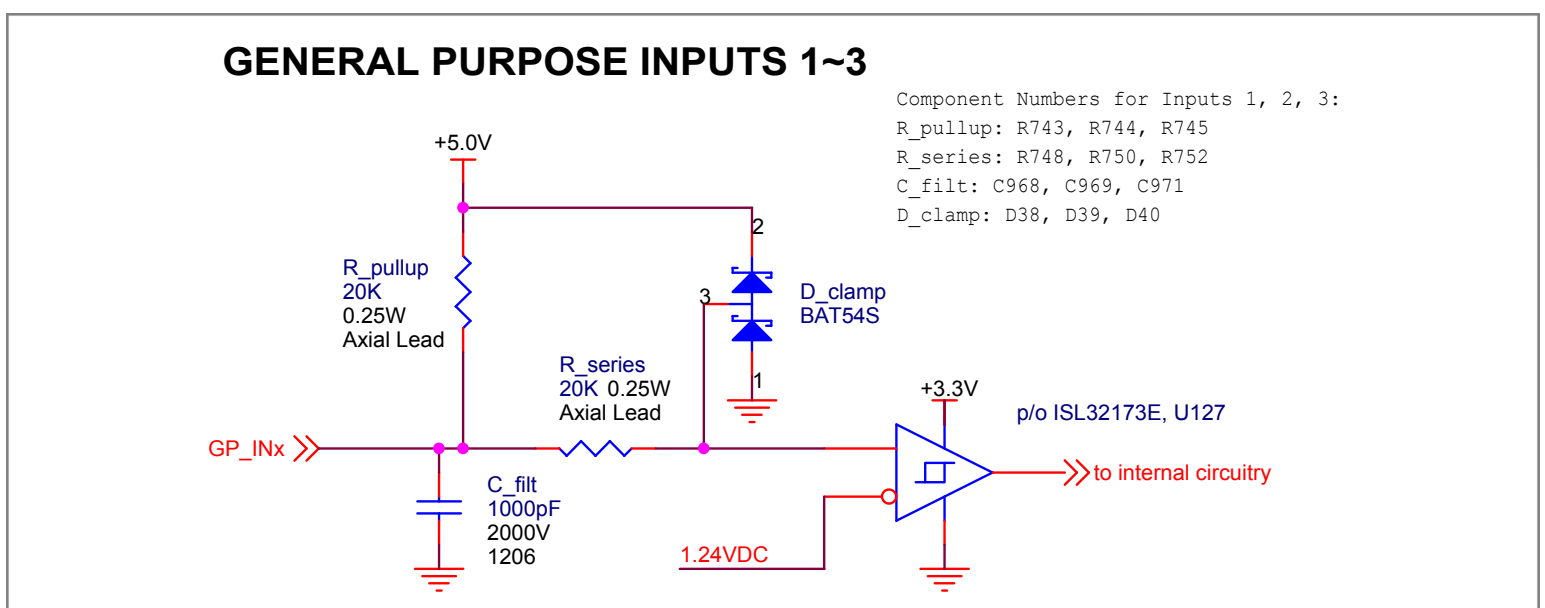 GENERAL PURPOSE INPUTS 1~3
Component Numbers for Inputs 1, 2, 3:
R_pullup: R743, R744, R745
R_series: R748, R750, R752
C_filt: C968, C969, C971
D_clamp: D38, D39, D40
+5.0V
2
R_pullup
20K
0.25W
Axial Lead
3
D_clamp
BAT54S
1
R_series
20K 0.25W
Axial Lead
+3.3V
p/o ISL32173E, U127
GP_INx
to internal circuitry
C_filt
1000pF
2000V
1206
1.24VDC